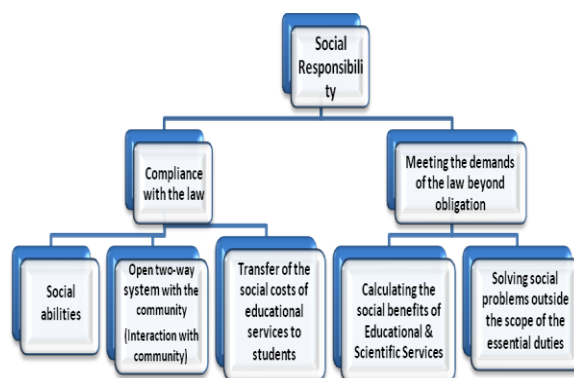 Social
Responsibili
ty
Compliance
with the law
Meeting the demands
of the law beyond
obligation
Social
abilities
Open two-way
system with the
community
(Interaction with
community)
Transfer of the
social costs of
educational
services to
students
Calculating the
social benefits of
Educational &
Scientific Services
Solving social
problems outside
the scope of the
essential duties